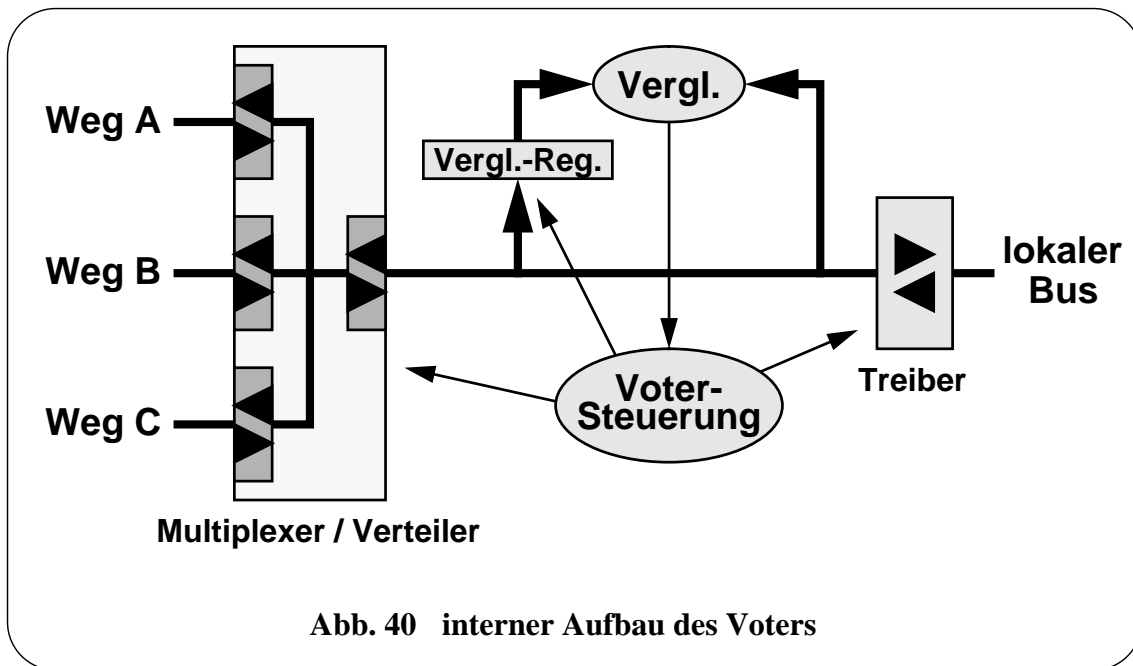 Vergl.
Weg A
Vergl.-Reg.
Weg B
lokaler
Bus
Treiber
Voter-
Steuerung
Weg C
Multiplexer / Verteiler
Abb. 40 interner Aufbau des Voters